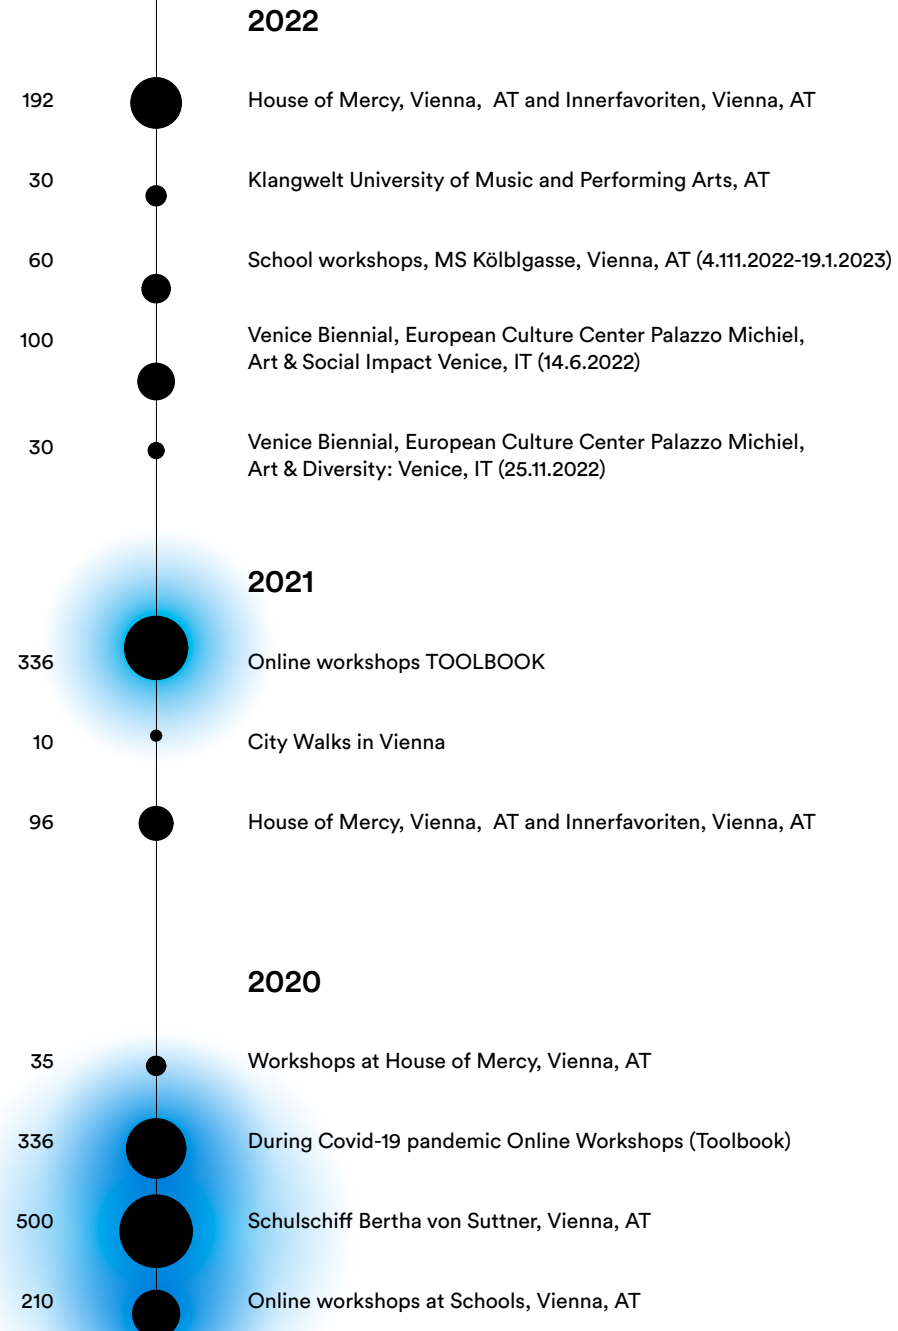 2022
192 House of Mercy, Vienna, AT and Innerfavoriten, Vienna, AT
30 Klangwelt University of Music and Performing Arts, AT
60 School workshops, MS Kölblgasse, Vienna, AT (4.111.2022-19.1.2023)
100 Venice Biennial, European Culture Center Palazzo Michiel,
Art & Social Impact Venice, IT (14.6.2022)
30 Venice Biennial, European Culture Center Palazzo Michiel,
Art & Diversity: Venice, IT (25.11.2022)
2021
336 Online workshops TOOLBOOK
10 City Walks in Vienna
96 House of Mercy, Vienna, AT and Innerfavoriten, Vienna, AT
2020
35 Workshops at House of Mercy, Vienna, AT
336 During Covid-19 pandemic Online Workshops (Toolbook)
500 Schulschiff Bertha von Suttner, Vienna, AT
210 Online workshops at Schools, Vienna, AT